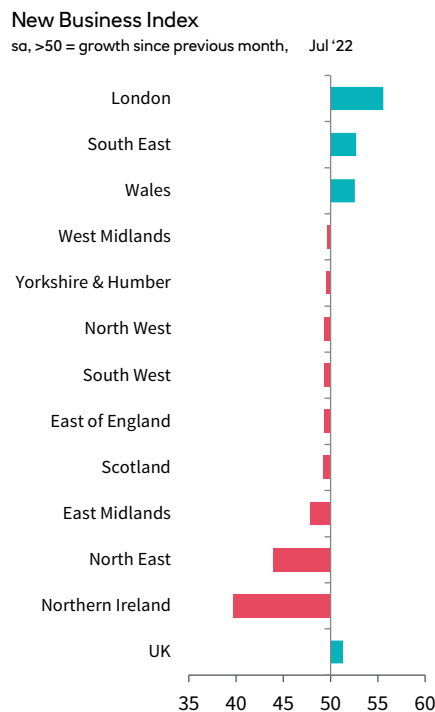 New Business Index
sa, >50 = growth since previous month, Jul ‘22
London
South East
Wales
West Midlands
Yorkshire & Humber
North West
South West
East of England
Scotland
East Midlands
North East
Northern Ireland
UK
35 40 45 50 55 60